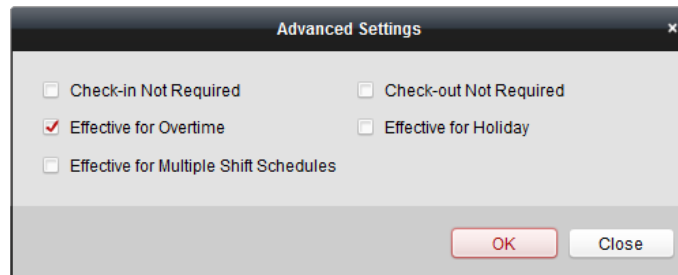 Advanced Settings ×
Check-in Not Required
Check-out Not Required
Effective for Overtime
Effective for Holiday
Effective for Multiple Shift Schedules
OK
Close